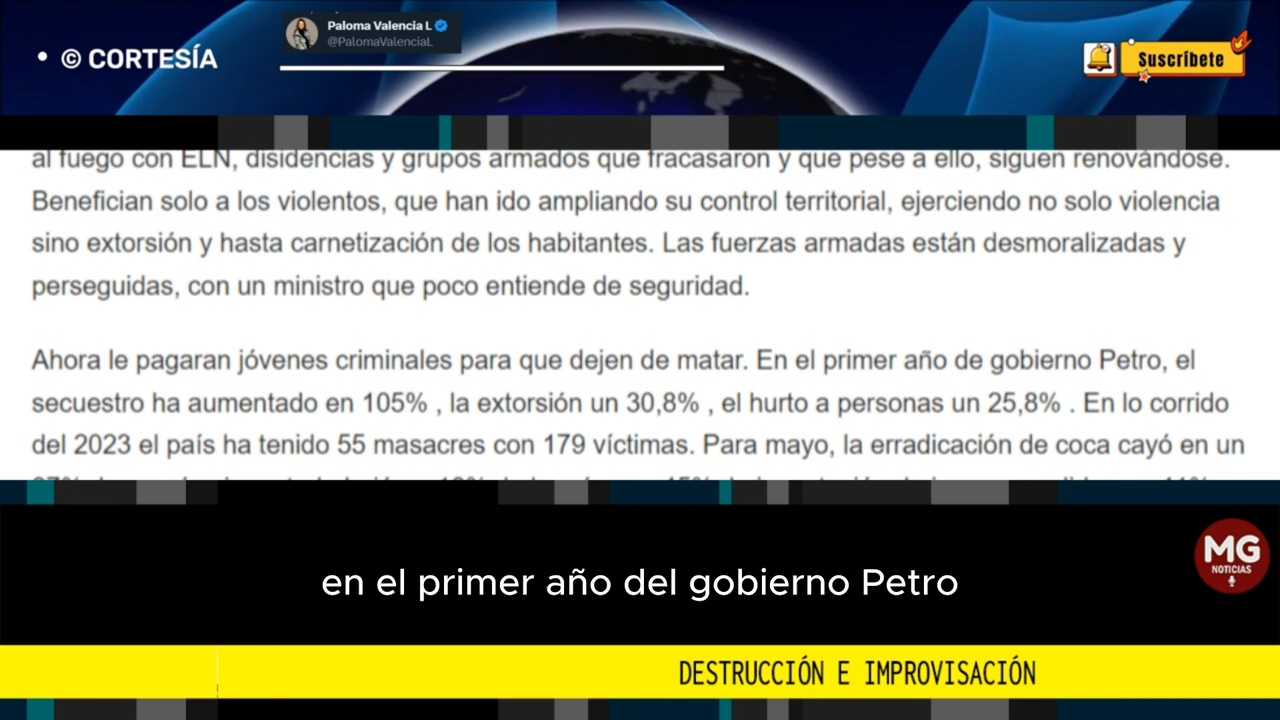 Paloma Valencia L
@PalomaValenciaL
• © CORTESÍA
Suscríbete
al fuego con ELN, disidencias y grupos armados que fracasaron y que pese a ello, siguen renovándose.
Benefician solo a los violentos, que han ido ampliando su control territorial, ejerciendo no solo violencia
sino extorsión y hasta carnetización de los habitantes. Las fuerzas armadas están desmoralizadas y
perseguidas, con un ministro que poco entiende de seguridad.
Ahora le pagaran jóvenes criminales para que dejen de matar. En el primer año de gobierno Petro, el
secuestro ha aumentado en 105% , la extorsión un 30,8% , el hurto a personas un 25,8% . En lo corrido
del 2023 el país ha tenido 55 masacres con 179 víctimas. Para mayo, la erradicación de coca cayó en un
MG
NOTICIAS
en el primer año del gobierno Petro
DESTRUCCIÓN E IMPROVISACIÓN